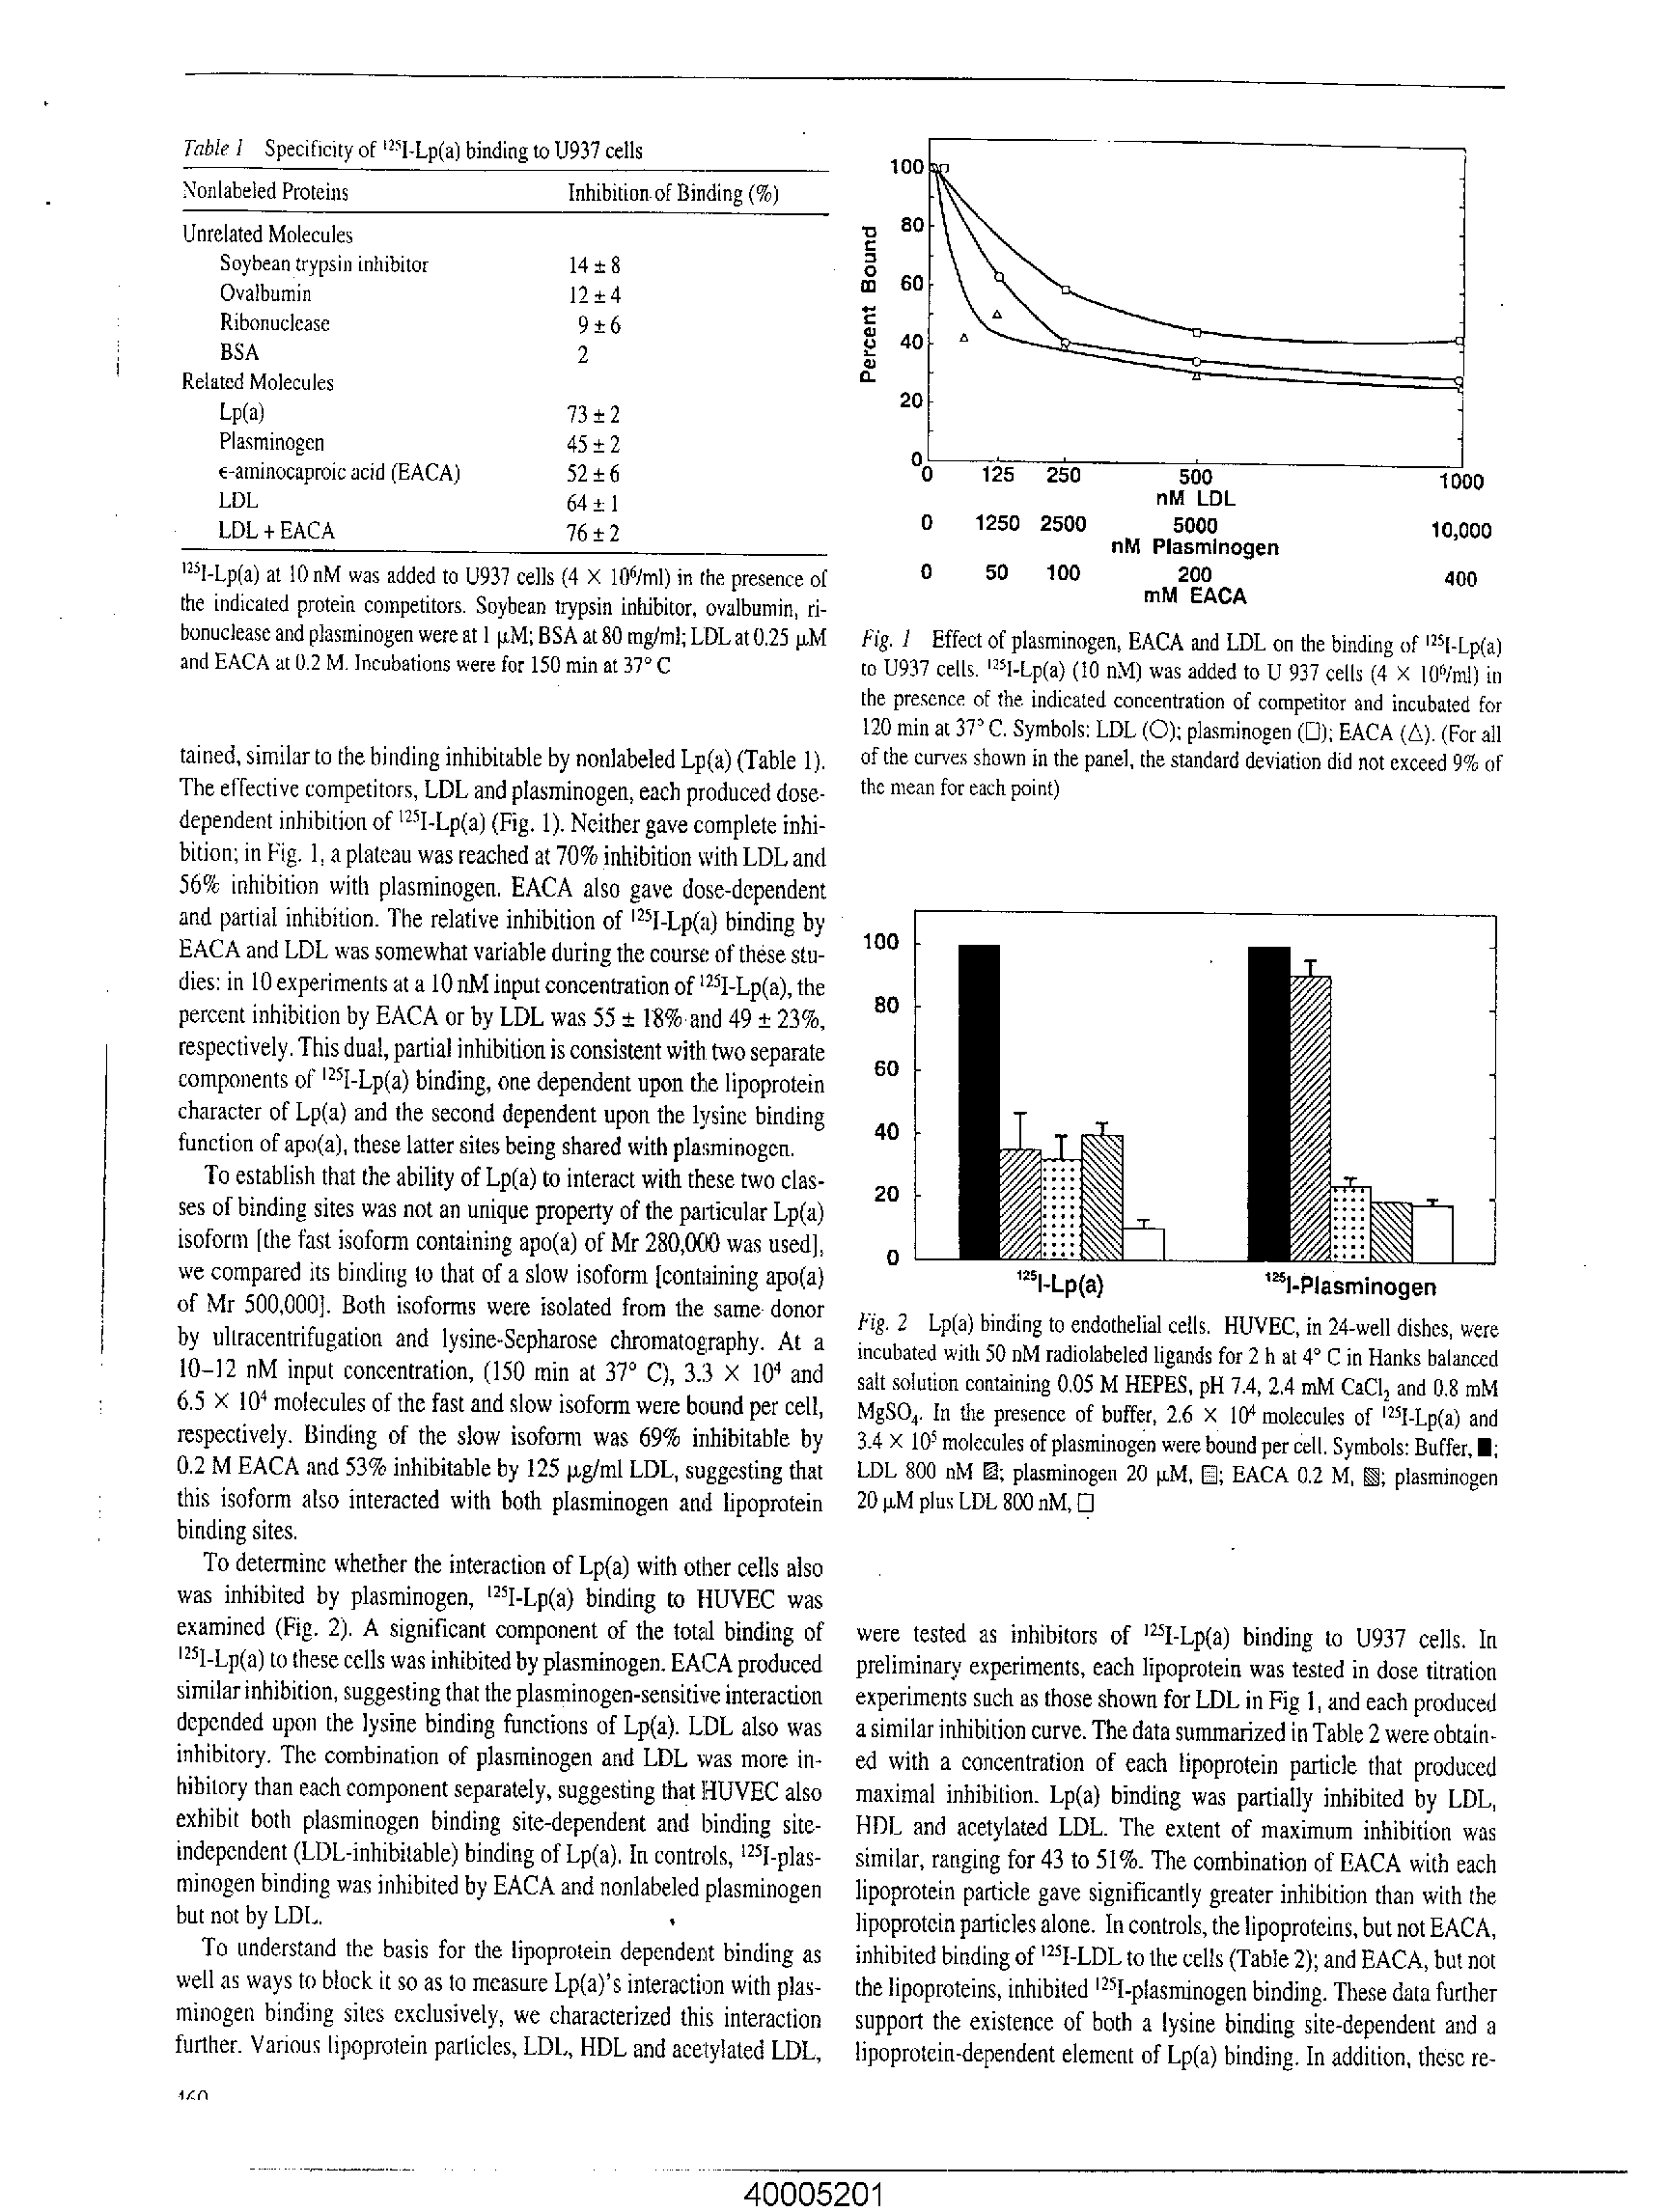 Table 1 Specificity of ¹²⁵I-Lp(a) binding to U937 cells
Nonlabeled Proteins Inhibition of Binding (%)
Unrelated Molecules
Soybean trypsin inhibitor 14 ± 8
Ovalbumin 12 ± 4
Ribonuclease 9 ± 6
BSA 2
Related Molecules
Lp(a) 73 ± 2
Plasminogen 45 ± 2
ε-aminocaproic acid (EACA) 52 ± 6
LDL 64 ± 1
LDL + EACA 76 ± 2
¹²⁵I-Lp(a) at 10 nM was added to U937 cells (4 × 10⁶/ml) in the presence of
the indicated protein competitors. Soybean trypsin inhibitor, ovalbumin, ri-
bonuclease and plasminogen were at 1 µM; BSA at 80 mg/ml; LDL at 0.25 µM
and EACA at 0.2 M. Incubations were for 150 min at 37° C
tained, similar to the binding inhibitable by nonlabeled Lp(a) (Table 1).
The effective competitors, LDL and plasminogen, each produced dose-
dependent inhibition of ¹²⁵I-Lp(a) (Fig. 1). Neither gave complete inhi-
bition; in Fig. 1, a plateau was reached at 70% inhibition with LDL and
56% inhibition with plasminogen. EACA also gave dose-dependent
and partial inhibition. The relative inhibition of ¹²⁵I-Lp(a) binding by
EACA and LDL was somewhat variable during the course of these stu-
dies: in 10 experiments at a 10 nM input concentration of ¹²⁵I-Lp(a), the
percent inhibition by EACA or by LDL was 55 ± 18% and 49 ± 23%,
respectively. This dual, partial inhibition is consistent with two separate
components of ¹²⁵I-Lp(a) binding, one dependent upon the lipoprotein
character of Lp(a) and the second dependent upon the lysine binding
function of apo(a), these latter sites being shared with plasminogen.
To establish that the ability of Lp(a) to interact with these two clas-
ses of binding sites was not an unique property of the particular Lp(a)
isoform [the fast isoform containing apo(a) of Mr 280,000 was used],
we compared its binding to that of a slow isoform [containing apo(a)
of Mr 500,000]. Both isoforms were isolated from the same donor
by ultracentrifugation and lysine-Sepharose chromatography. At a
10–12 nM input concentration, (150 min at 37° C), 3.3 × 10⁴ and
6.5 × 10⁴ molecules of the fast and slow isoform were bound per cell,
respectively. Binding of the slow isoform was 69% inhibitable by
0.2 M EACA and 53% inhibitable by 125 µg/ml LDL, suggesting that
this isoform also interacted with both plasminogen and lipoprotein
binding sites.
To determine whether the interaction of Lp(a) with other cells also
was inhibited by plasminogen, ¹²⁵I-Lp(a) binding to HUVEC was
examined (Fig. 2). A significant component of the total binding of
¹²⁵I-Lp(a) to these cells was inhibited by plasminogen. EACA produced
similar inhibition, suggesting that the plasminogen-sensitive interaction
depended upon the lysine binding functions of Lp(a). LDL also was
inhibitory. The combination of plasminogen and LDL was more in-
hibitory than each component separately, suggesting that HUVEC also
exhibit both plasminogen binding site-dependent and binding site-
independent (LDL-inhibitable) binding of Lp(a). In controls, ¹²⁵I-plas-
minogen binding was inhibited by EACA and nonlabeled plasminogen
but not by LDL.
To understand the basis for the lipoprotein dependent binding as
well as ways to block it so as to measure Lp(a)'s interaction with plas-
minogen binding sites exclusively, we characterized this interaction
further. Various lipoprotein particles, LDL, HDL and acetylated LDL,
Percent Bound
100
80
60
40
20
0
0 125 250 500 1000
nM LDL
0 1250 2500 5000 10,000
nM Plasminogen
0 50 100 200 400
mM EACA
Fig. 1 Effect of plasminogen, EACA and LDL on the binding of ¹²⁵I-Lp(a)
to U937 cells. ¹²⁵I-Lp(a) (10 nM) was added to U 937 cells (4 × 10⁶/ml) in
the presence of the indicated concentration of competitor and incubated for
120 min at 37° C. Symbols: LDL (○); plasminogen (□); EACA (△). (For all
of the curves shown in the panel, the standard deviation did not exceed 9% of
the mean for each point)
100
80
60
40
20
0
¹²⁵I-Lp(a) ¹²⁵I-Plasminogen
Fig. 2 Lp(a) binding to endothelial cells. HUVEC, in 24-well dishes, were
incubated with 50 nM radiolabeled ligands for 2 h at 4° C in Hanks balanced
salt solution containing 0.05 M HEPES, pH 7.4, 2.4 mM CaCl₂ and 0.8 mM
MgSO₄. In the presence of buffer, 2.6 × 10⁴ molecules of ¹²⁵I-Lp(a) and
3.4 × 10⁵ molecules of plasminogen were bound per cell. Symbols: Buffer, ■;
LDL 800 nM ▨; plasminogen 20 µM, ▤; EACA 0.2 M, ▧; plasminogen
20 µM plus LDL 800 nM, □
were tested as inhibitors of ¹²⁵I-Lp(a) binding to U937 cells. In
preliminary experiments, each lipoprotein was tested in dose titration
experiments such as those shown for LDL in Fig 1, and each produced
a similar inhibition curve. The data summarized in Table 2 were obtain-
ed with a concentration of each lipoprotein particle that produced
maximal inhibition. Lp(a) binding was partially inhibited by LDL,
HDL and acetylated LDL. The extent of maximum inhibition was
similar, ranging for 43 to 51%. The combination of EACA with each
lipoprotein particle gave significantly greater inhibition than with the
lipoprotein particles alone. In controls, the lipoproteins, but not EACA,
inhibited binding of ¹²⁵I-LDL to the cells (Table 2); and EACA, but not
the lipoproteins, inhibited ¹²⁵I-plasminogen binding. These data further
support the existence of both a lysine binding site-dependent and a
lipoprotein-dependent element of Lp(a) binding. In addition, these re-
40005201